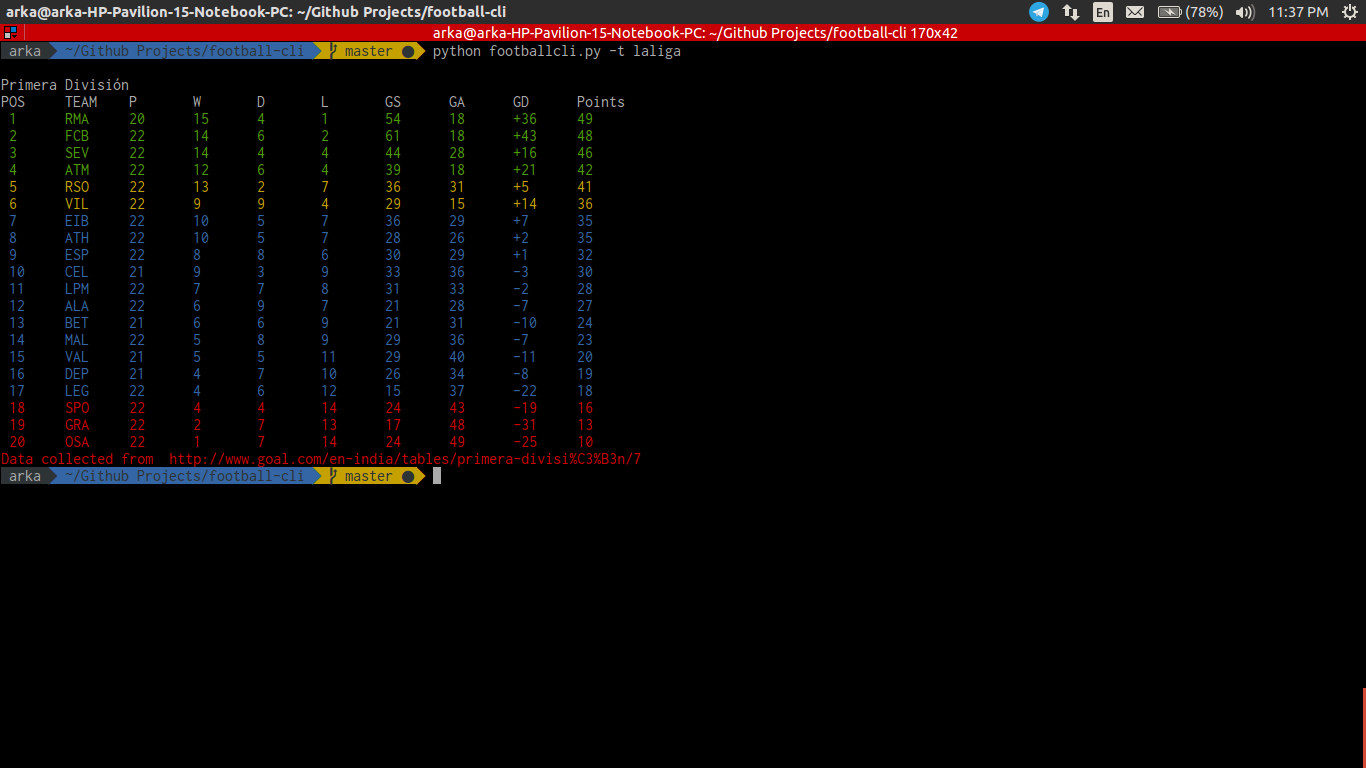 arka@arka-HP-Pavilion-15-Notebook-PC: ~/Github Projects/football-cli En (78%) 11:37 PM
arka@arka-HP-Pavilion-15-Notebook-PC: ~/Github Projects/football-cli 170x42
arka ~/Github Projects/football-cli master ● python footballcli.py -t laliga
Primera División
POS TEAM P W D L GS GA GD Points
1 RMA 20 15 4 1 54 18 +36 49
2 FCB 22 14 6 2 61 18 +43 48
3 SEV 22 14 4 4 44 28 +16 46
4 ATM 22 12 6 4 39 18 +21 42
5 RSO 22 13 2 7 36 31 +5 41
6 VIL 22 9 9 4 29 15 +14 36
7 EIB 22 10 5 7 36 29 +7 35
8 ATH 22 10 5 7 28 26 +2 35
9 ESP 22 8 8 6 30 29 +1 32
10 CEL 21 9 3 9 33 36 -3 30
11 LPM 22 7 7 8 31 33 -2 28
12 ALA 22 6 9 7 21 28 -7 27
13 BET 21 6 6 9 21 31 -10 24
14 MAL 22 5 8 9 29 36 -7 23
15 VAL 21 5 5 11 29 40 -11 20
16 DEP 21 4 7 10 26 34 -8 19
17 LEG 22 4 6 12 15 37 -22 18
18 SPO 22 4 4 14 24 43 -19 16
19 GRA 22 2 7 13 17 48 -31 13
20 OSA 22 1 7 14 24 49 -25 10
Data collected from http://www.goal.com/en-india/tables/primera-divisi%C3%B3n/7
arka ~/Github Projects/football-cli master ●